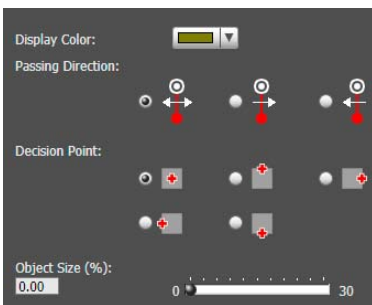 Display Color:
Passing Direction:
Decision Point:
Object Size (%):
0.00
0
30